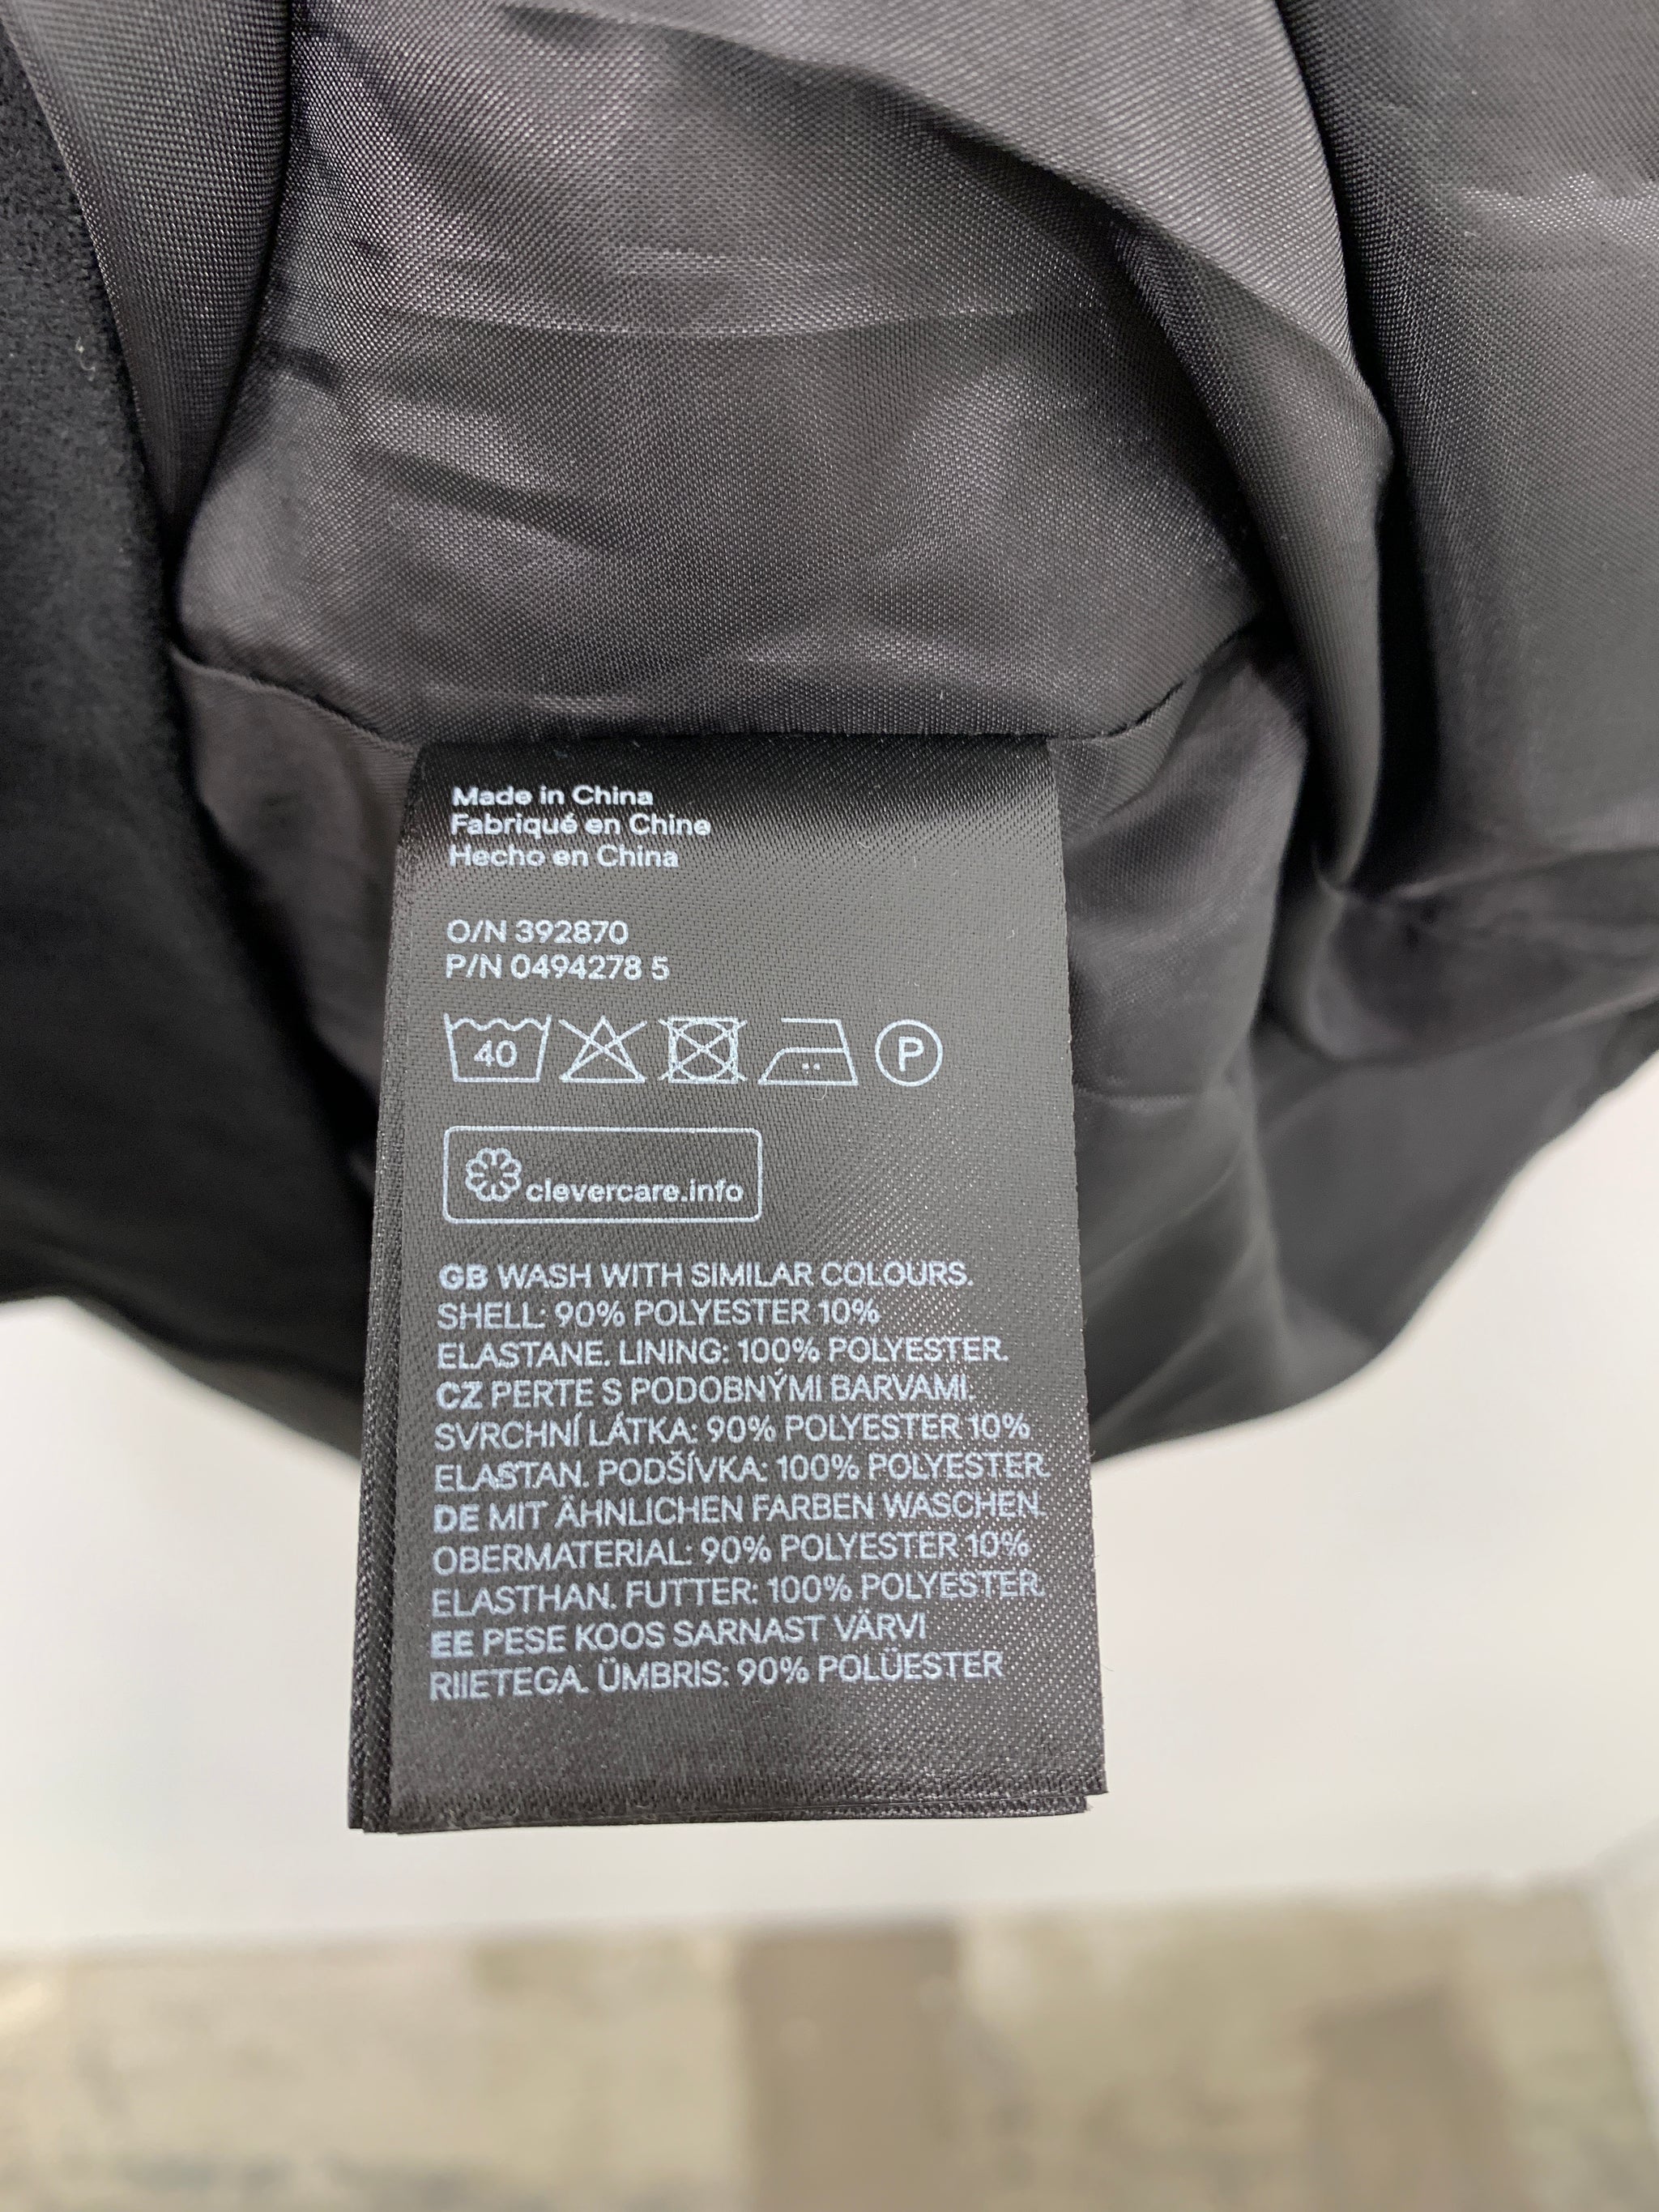 Made in China
Fabriqué en Chine
Hecho en China
O/N 392870
P/N 0494278 5
40 P
clevercare.info
GB WASH WITH SIMILAR COLOURS.
SHELL: 90% POLYESTER 10%
ELASTANE. LINING: 100% POLYESTER.
CZ PERTE S PODOBNÝMI BARVAMI.
SVRCHNÍ LÁTKA: 90% POLYESTER 10%
ELASTAN. PODŠÍVKA: 100% POLYESTER.
DE MIT ÄHNLICHEN FARBEN WASCHEN.
OBERMATERIAL: 90% POLYESTER 10%
ELASTHAN. FUTTER: 100% POLYESTER.
EE PESE KOOS SARNAST VÄRVI
RIIETEGA. ÜMBRIS: 90% POLÜESTER